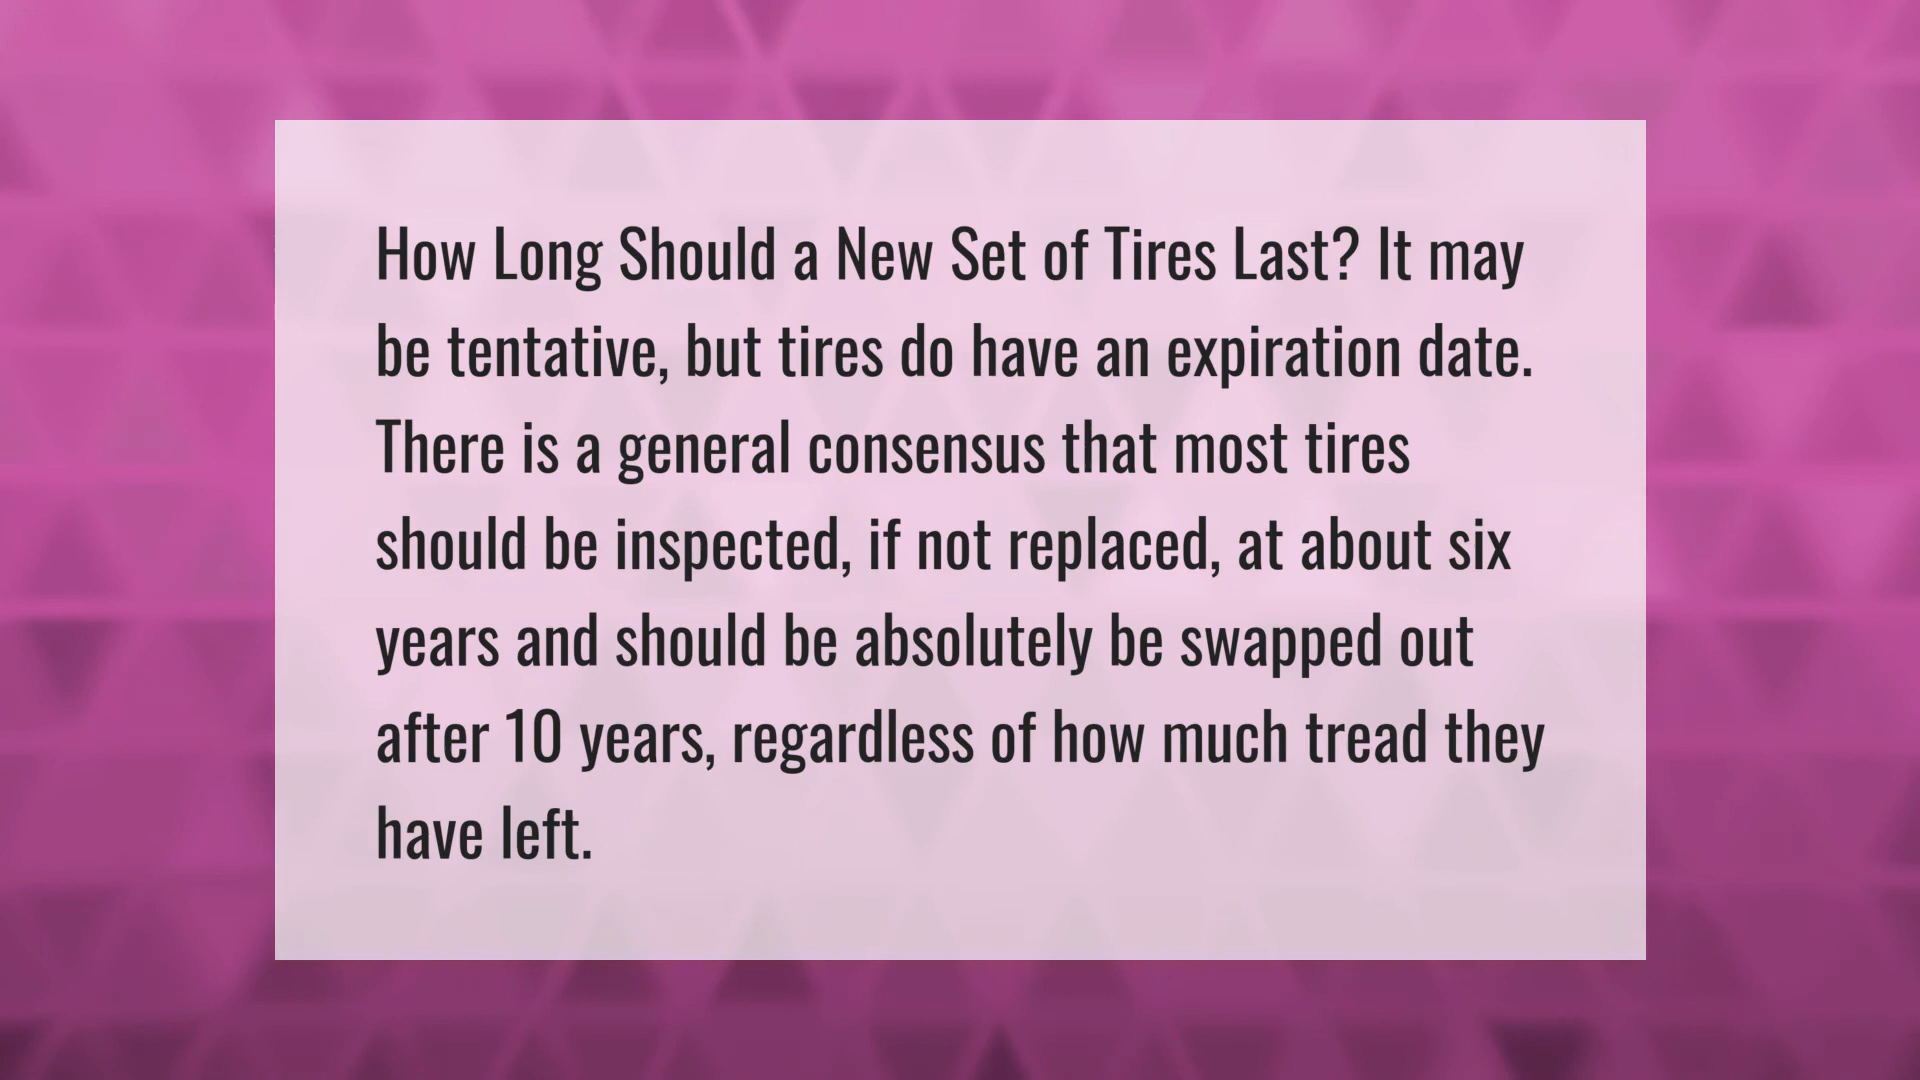 How Long Should a New Set of Tires Last? It may
be tentative, but tires do have an expiration date.
There is a general consensus that most tires
should be inspected, if not replaced, at about six
years and should be absolutely be swapped out
after 10 years, regardless of how much tread they
have left.